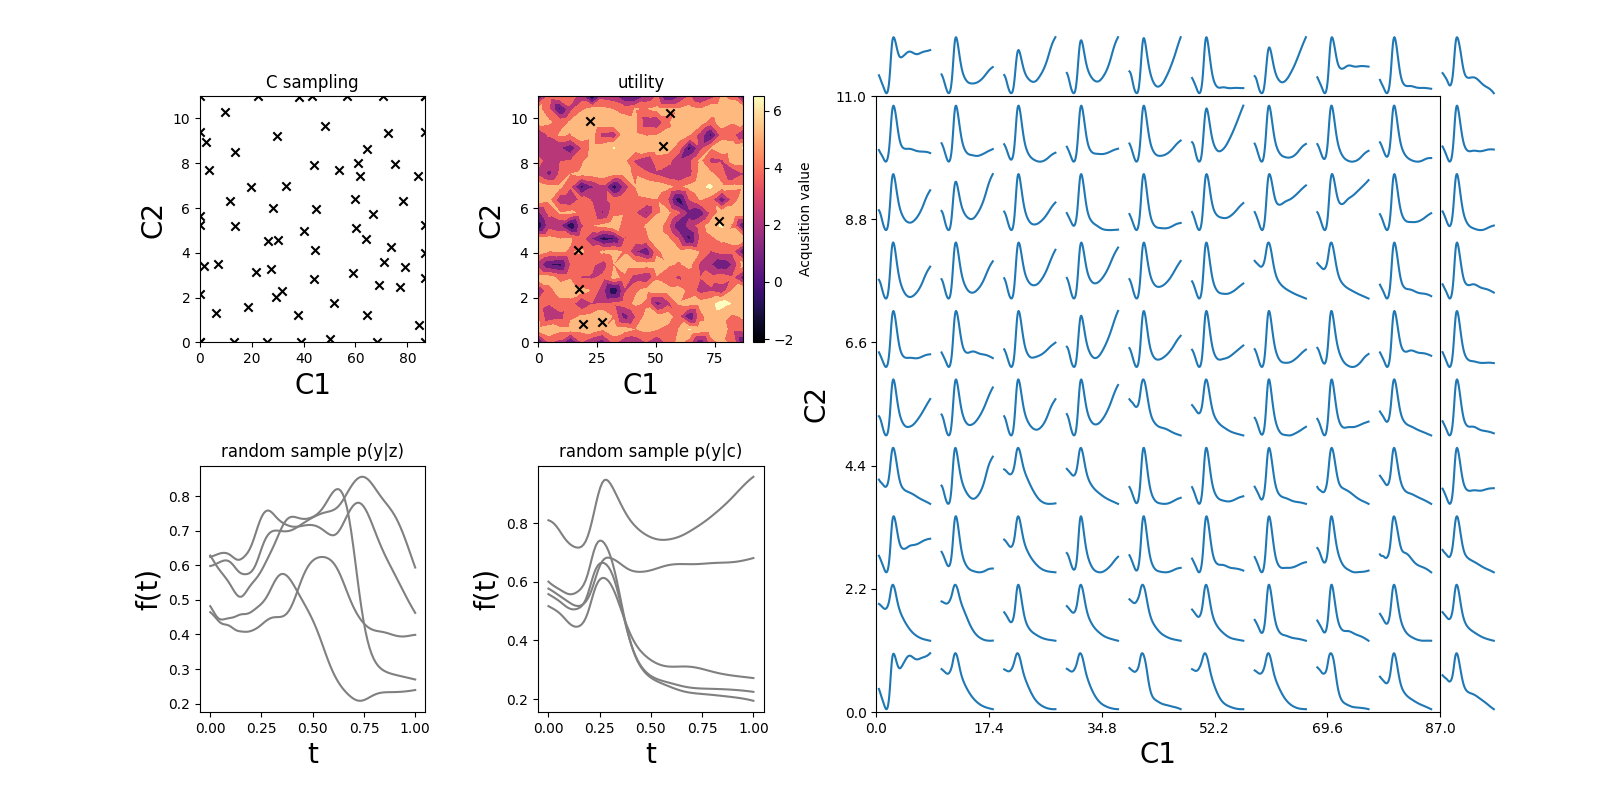 C sampling
C2
10
8
6
4
2
0
0 20 40 60 80
C1
utility
C2
10
8
6
4
2
0
0 25 50 75
C1
6
4
2
0
−2
Acqusition value
random sample p(y|z)
f(t)
0.8
0.7
0.6
0.5
0.4
0.3
0.2
0.00 0.25 0.50 0.75 1.00
t
random sample p(y|c)
f(t)
0.8
0.6
0.4
0.2
0.00 0.25 0.50 0.75 1.00
t
C2
11.0
8.8
6.6
4.4
2.2
0.0
0.0 17.4 34.8 52.2 69.6 87.0
C1